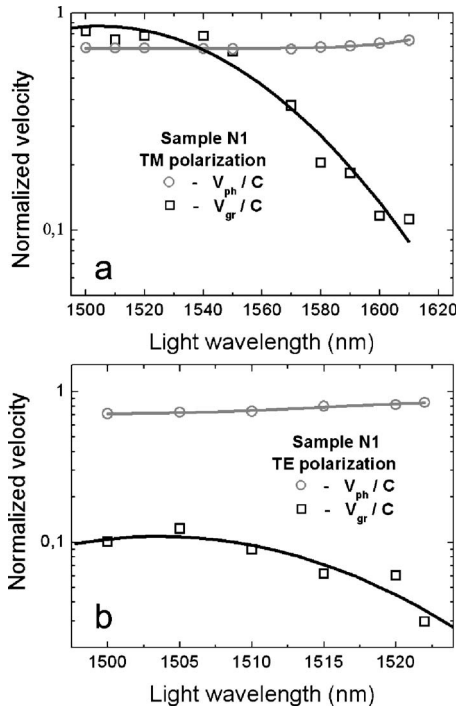 1
Normalized velocity
0,1
Sample N1
TM polarization
- V_ph / C
- V_gr / C
a
1500 1520 1540 1560 1580 1600 1620
Light wavelength (nm)
1
Normalized velocity
0,1
Sample N1
TE polarization
- V_ph / C
- V_gr / C
b
1500 1505 1510 1515 1520
Light wavelength (nm)